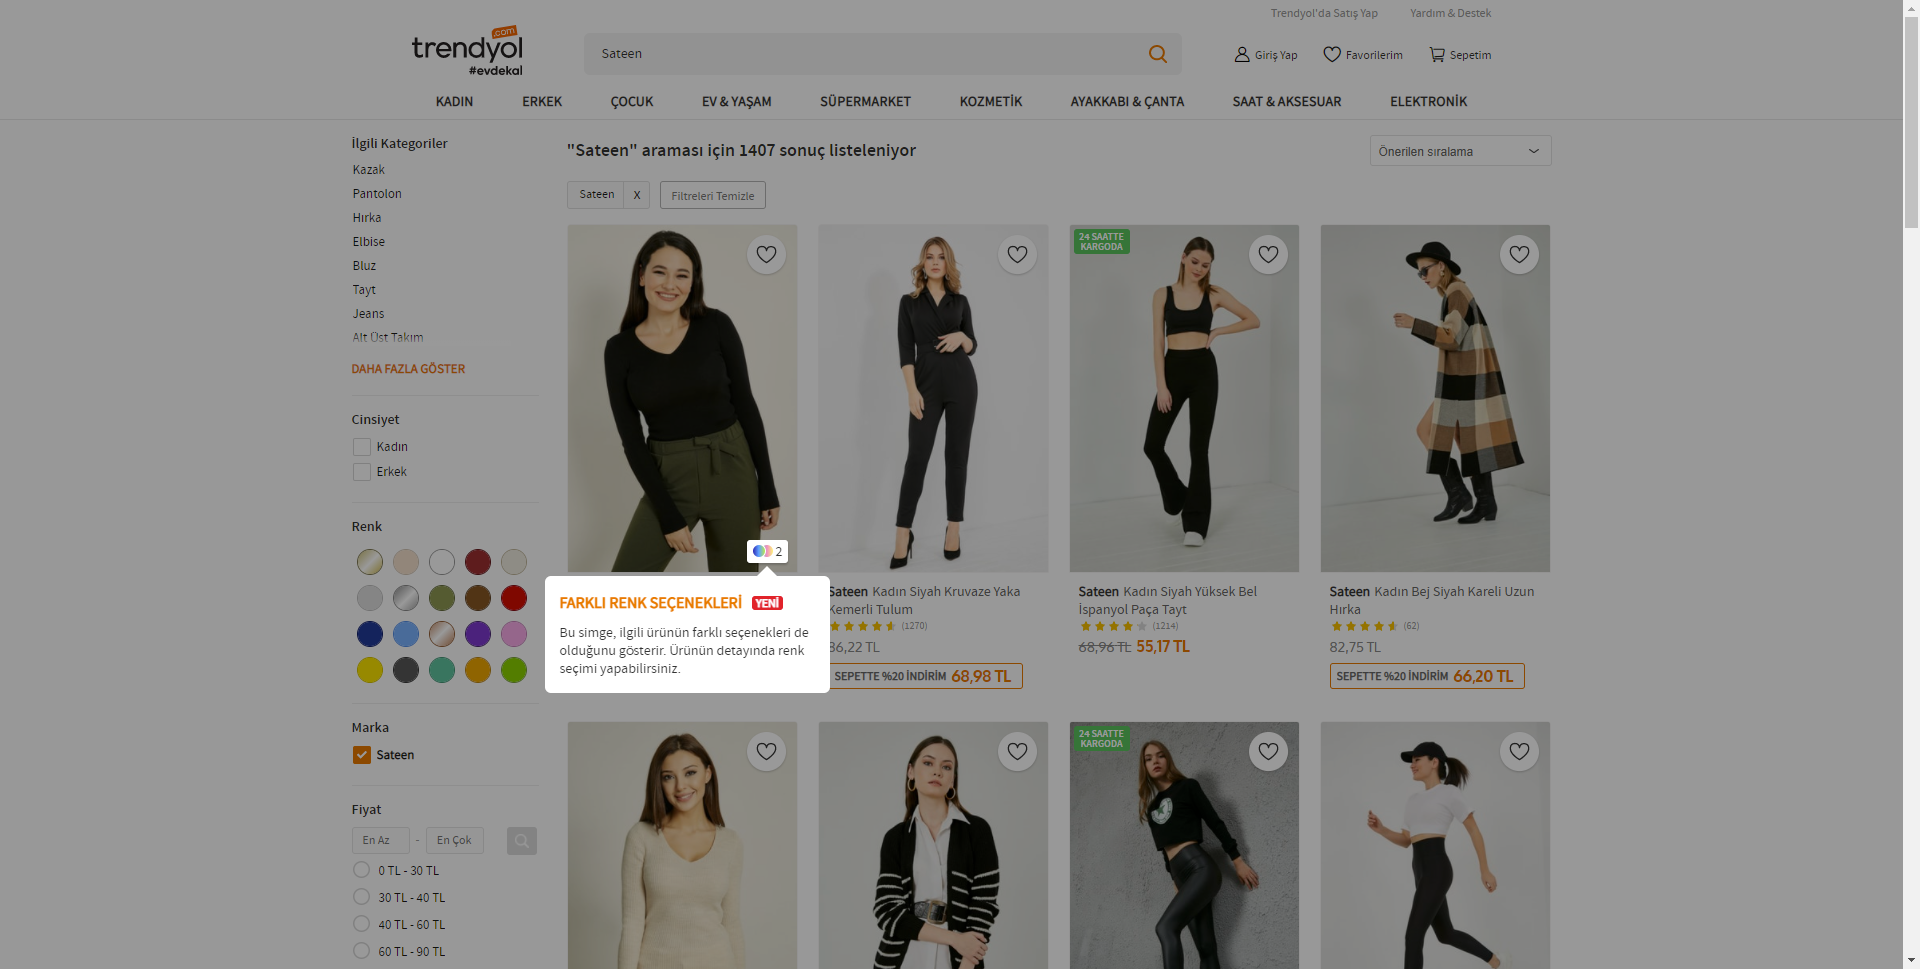 Trendyol'da Satış Yap
Yardım & Destek
.com
trendyol
#evdekal
Sateen
Giriş Yap
Favorilerim
Sepetim
KADIN
ERKEK
ÇOCUK
EV & YAŞAM
SÜPERMARKET
KOZMETİK
AYAKKABI & ÇANTA
SAAT & AKSESUAR
ELEKTRONİK
İlgili Kategoriler
Kazak
Pantolon
Hırka
Elbise
Bluz
Tayt
Jeans
Alt Üst Takım
DAHA FAZLA GÖSTER
Cinsiyet
Kadın
Erkek
Renk
Marka
Sateen
Fiyat
En Az
-
En Çok
0 TL - 30 TL
30 TL - 40 TL
40 TL - 60 TL
60 TL - 90 TL
"Sateen" araması için 1407 sonuç listeleniyor
Önerilen sıralama
Sateen
X
Filtreleri Temizle
2
FARKLI RENK SEÇENEKLERİ YENİ
Bu simge, ilgili ürünün farklı seçenekleri de
olduğunu gösterir. Ürünün detayında renk
seçimi yapabilirsiniz.
Sateen Kadın Siyah Kruvaze Yaka
Kemerli Tulum
(1270)
86,22 TL
SEPETTE %20 İNDİRİM 68,98 TL
24 SAATTE
KARGODA
Sateen Kadın Siyah Yüksek Bel
İspanyol Paça Tayt
(1214)
68,96 TL 55,17 TL
Sateen Kadın Bej Siyah Kareli Uzun
Hırka
(62)
82,75 TL
SEPETTE %20 İNDİRİM 66,20 TL
24 SAATTE
KARGODA